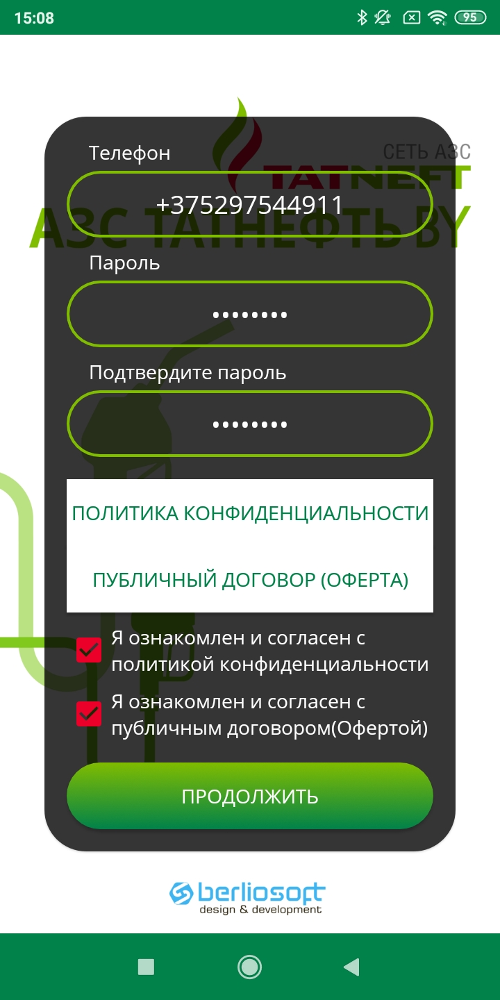 15:08
95
СЕТЬ АЗС
TATNEFT
АЗС ТАТНЕФТЬ BY
Телефон
+375297544911
Пароль
••••••••
Подтвердите пароль
••••••••
ПОЛИТИКА КОНФИДЕНЦИАЛЬНОСТИ
ПУБЛИЧНЫЙ ДОГОВОР (ОФЕРТА)
Я ознакомлен и согласен с
политикой конфиденциальности
Я ознакомлен и согласен с
публичным договором(Офертой)
ПРОДОЛЖИТЬ
berliosoft
design & development